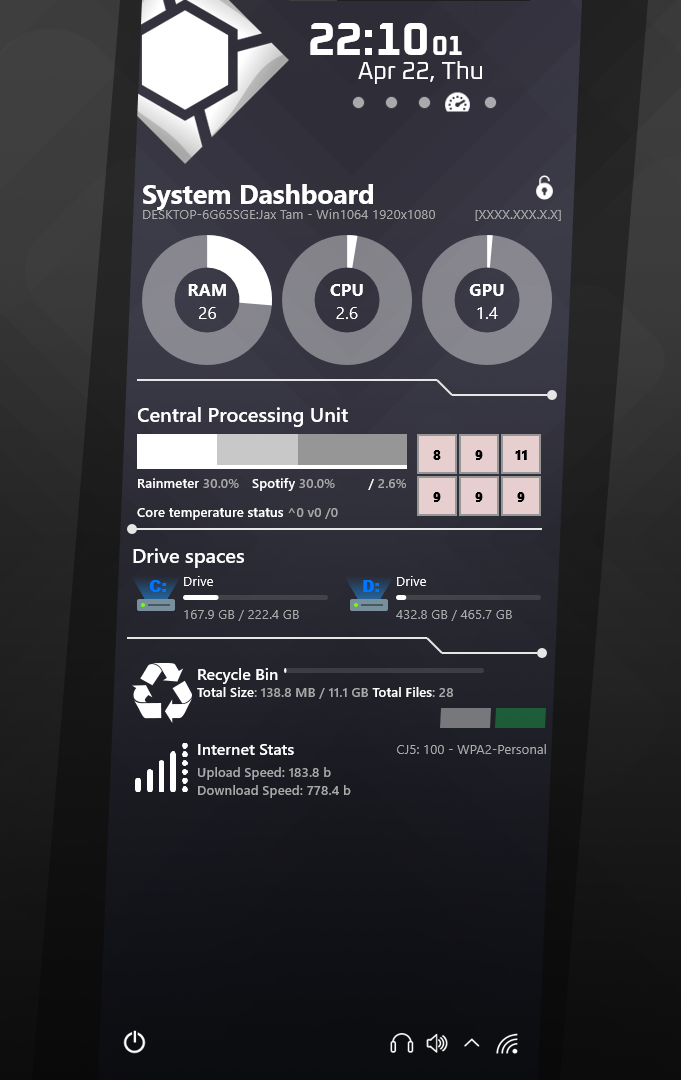 22:10 01
Apr 22, Thu
System Dashboard
DESKTOP-6G65SGE:Jax Tam - Win1064 1920x1080 [XXXX.XXX.X.X]
RAM CPU GPU
26 2.6 1.4
Central Processing Unit
8 9 11
Rainmeter 30.0% Spotify 30.0% / 2.6%
9 9 9
Core temperature status ^0 v0 /0
Drive spaces
C: Drive D: Drive
167.9 GB / 222.4 GB 432.8 GB / 465.7 GB
Recycle Bin
Total Size: 138.8 MB / 11.1 GB Total Files: 28
Internet Stats CJ5: 100 - WPA2-Personal
Upload Speed: 183.8 b
Download Speed: 778.4 b